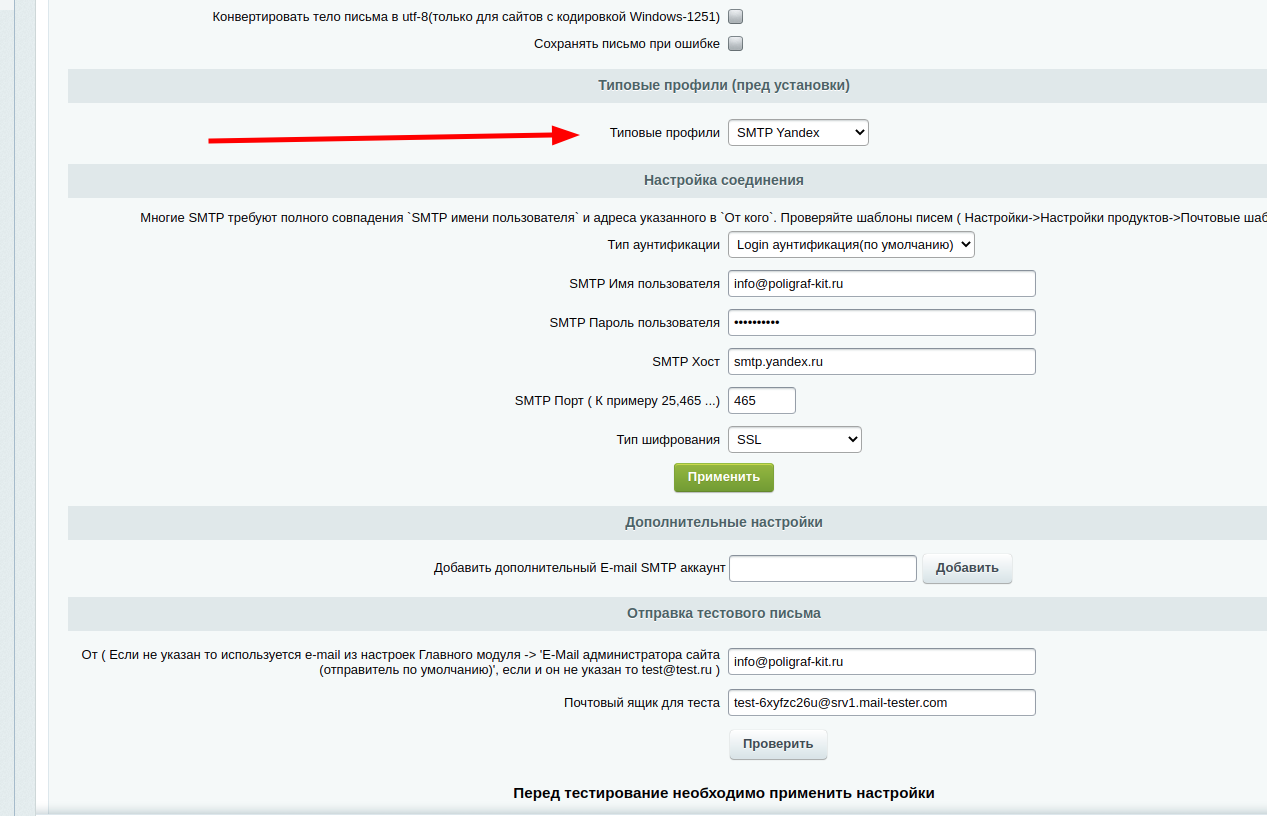 Конвертировать тело письма в utf-8(только для сайтов с кодировкой Windows-1251)
Сохранять письмо при ошибке
Типовые профили (пред установки)
Типовые профили SMTP Yandex
Настройка соединения
Многие SMTP требуют полного совпадения `SMTP имени пользователя` и адреса указанного в `От кого`. Проверяйте шаблоны писем ( Настройки->Настройки продуктов->Почтовые шаб
Тип аунтификации Login аунтификация(по умолчанию)
SMTP Имя пользователя info@poligraf-kit.ru
SMTP Пароль пользователя ••••••••••
SMTP Хост smtp.yandex.ru
SMTP Порт ( К примеру 25,465 ...) 465
Тип шифрования SSL
Применить
Дополнительные настройки
Добавить дополнительный E-mail SMTP аккаунт Добавить
Отправка тестового письма
От ( Если не указан то используется e-mail из настроек Главного модуля -> 'E-Mail администратора сайта
(отправитель по умолчанию)', если и он не указан то test@test.ru ) info@poligraf-kit.ru
Почтовый ящик для теста test-6xyfzc26u@srv1.mail-tester.com
Проверить
Перед тестирование необходимо применить настройки